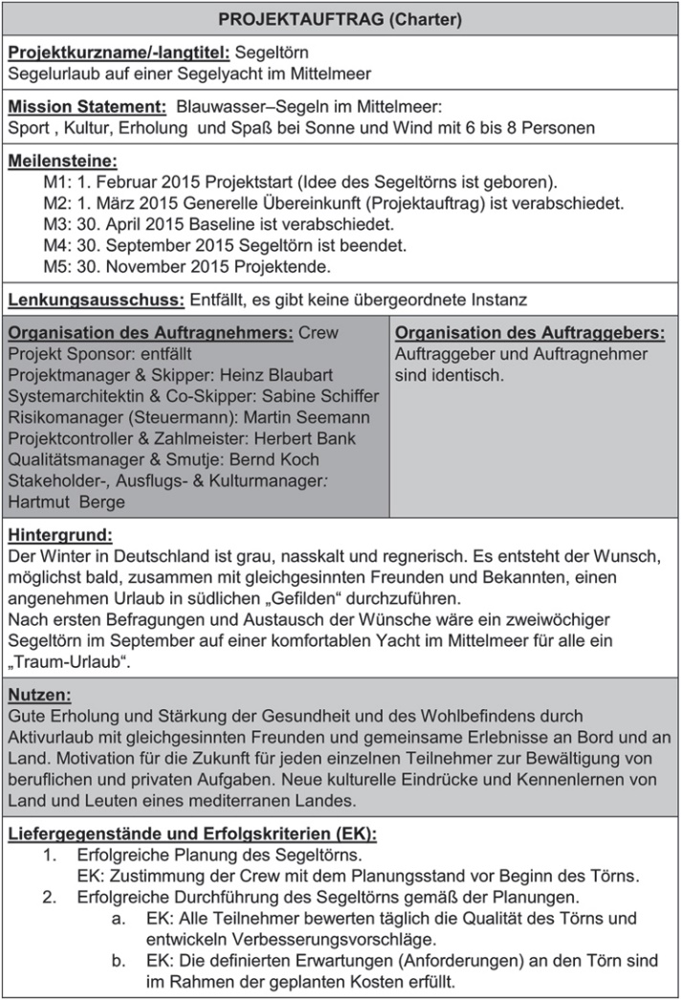 PROJEKTAUFTRAG (Charter)
Projektkurzname/-langtitel: Segeltörn
Segelurlaub auf einer Segelyacht im Mittelmeer
Mission Statement: Blauwasser–Segeln im Mittelmeer:
Sport , Kultur, Erholung und Spaß bei Sonne und Wind mit 6 bis 8 Personen
Meilensteine:
M1: 1. Februar 2015 Projektstart (Idee des Segeltörns ist geboren).
M2: 1. März 2015 Generelle Übereinkunft (Projektauftrag) ist verabschiedet.
M3: 30. April 2015 Baseline ist verabschiedet.
M4: 30. September 2015 Segeltörn ist beendet.
M5: 30. November 2015 Projektende.
Lenkungsausschuss: Entfällt, es gibt keine übergeordnete Instanz
Organisation des Auftragnehmers: Crew
Projekt Sponsor: entfällt
Projektmanager & Skipper: Heinz Blaubart
Systemarchitektin & Co-Skipper: Sabine Schiffer
Risikomanager (Steuermann): Martin Seemann
Projektcontroller & Zahlmeister: Herbert Bank
Qualitätsmanager & Smutje: Bernd Koch
Stakeholder-, Ausflugs- & Kulturmanager:
Hartmut Berge
Organisation des Auftraggebers:
Auftraggeber und Auftragnehmer
sind identisch.
Hintergrund:
Der Winter in Deutschland ist grau, nasskalt und regnerisch. Es entsteht der Wunsch,
möglichst bald, zusammen mit gleichgesinnten Freunden und Bekannten, einen
angenehmen Urlaub in südlichen „Gefilden“ durchzuführen.
Nach ersten Befragungen und Austausch der Wünsche wäre ein zweiwöchiger
Segeltörn im September auf einer komfortablen Yacht im Mittelmeer für alle ein
„Traum-Urlaub“.
Nutzen:
Gute Erholung und Stärkung der Gesundheit und des Wohlbefindens durch
Aktivurlaub mit gleichgesinnten Freunden und gemeinsame Erlebnisse an Bord und an
Land. Motivation für die Zukunft für jeden einzelnen Teilnehmer zur Bewältigung von
beruflichen und privaten Aufgaben. Neue kulturelle Eindrücke und Kennenlernen von
Land und Leuten eines mediterranen Landes.
Liefergegenstände und Erfolgskriterien (EK):
1. Erfolgreiche Planung des Segeltörns.
EK: Zustimmung der Crew mit dem Planungsstand vor Beginn des Törns.
2. Erfolgreiche Durchführung des Segeltörns gemäß der Planungen.
a. EK: Alle Teilnehmer bewerten täglich die Qualität des Törns und
entwickeln Verbesserungsvorschläge.
b. EK: Die definierten Erwartungen (Anforderungen) an den Törn sind
im Rahmen der geplanten Kosten erfüllt.